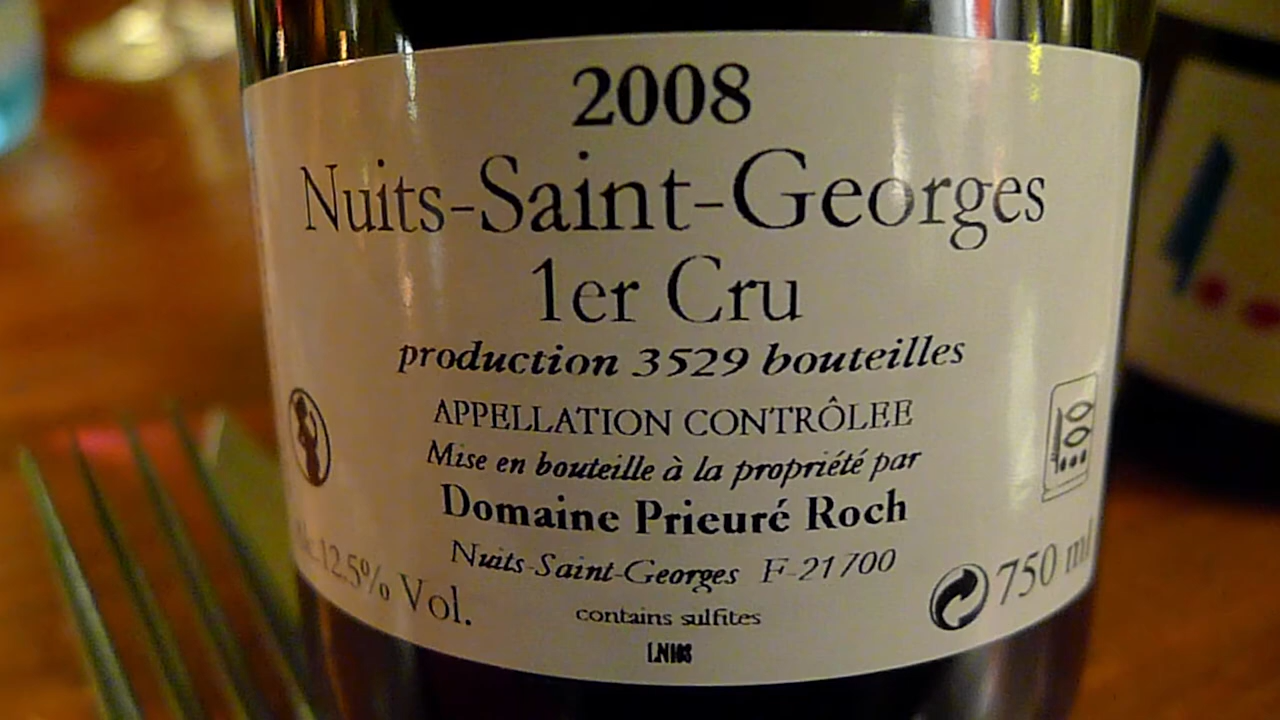 2008
Nuits-Saint-Georges
1er Cru
production 3529 bouteilles
APPELLATION CONTRÔLEE
Mise en bouteille à la propriété par
Domaine Prieuré Roch
Nuits-Saint-Georges F-21700
12.5% Vol.
750 ml
contains sulfites